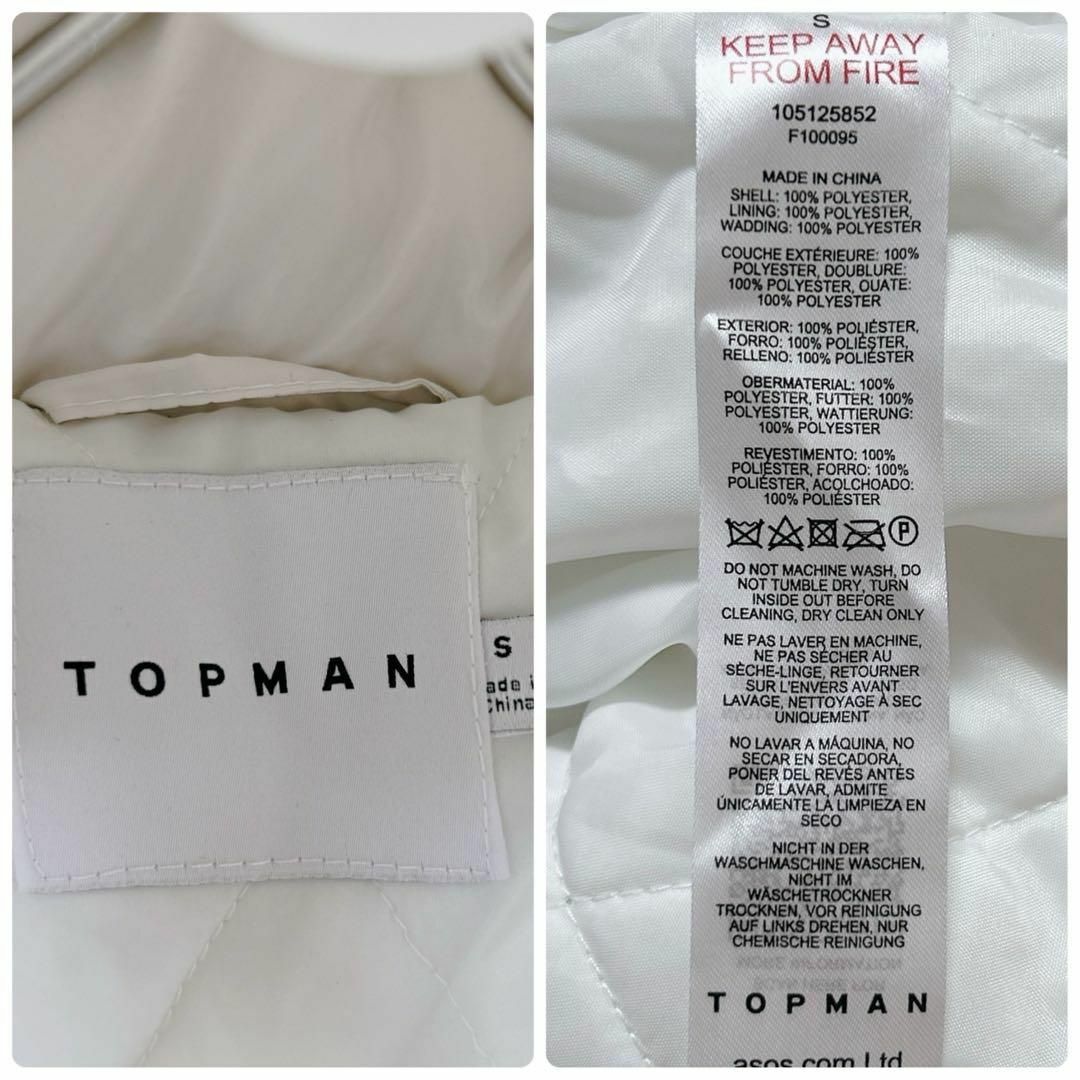 TOPMAN
S
Made i
China
S
KEEP AWAY
FROM FIRE
105125852
F100095
MADE IN CHINA
SHELL: 100% POLYESTER,
LINING: 100% POLYESTER,
WADDING: 100% POLYESTER
COUCHE EXTÉRIEURE: 100%
POLYESTER, DOUBLURE:
100% POLYESTER, OUATE:
100% POLYESTER
EXTERIOR: 100% POLIÉSTER,
FORRO: 100% POLIÉSTER,
RELLENO: 100% POLIÉSTER
OBERMATERIAL: 100%
POLYESTER, FUTTER: 100%
POLYESTER, WATTIERUNG:
100% POLYESTER
REVESTIMENTO: 100%
POLIÉSTER, FORRO: 100%
POLIÉSTER, ACOLCHOADO:
100% POLIÉSTER
P
DO NOT MACHINE WASH, DO
NOT TUMBLE DRY, TURN
INSIDE OUT BEFORE
CLEANING, DRY CLEAN ONLY
NE PAS LAVER EN MACHINE,
NE PAS SÉCHER AU
SÈCHE-LINGE, RETOURNER
SUR L'ENVERS AVANT
LAVAGE, NETTOYAGE À SEC
UNIQUEMENT
NO LAVAR A MÁQUINA, NO
SECAR EN SECADORA,
PONER DEL REVÉS ANTES
DE LAVAR, ADMITE
ÚNICAMENTE LA LIMPIEZA EN
SECO
NICHT IN DER
WASCHMASCHINE WASCHEN,
NICHT IM
WÄSCHETROCKNER
TROCKNEN, VOR REINIGUNG
AUF LINKS DREHEN, NUR
CHEMISCHE REINIGUNG
TOPMAN
asos.com Ltd